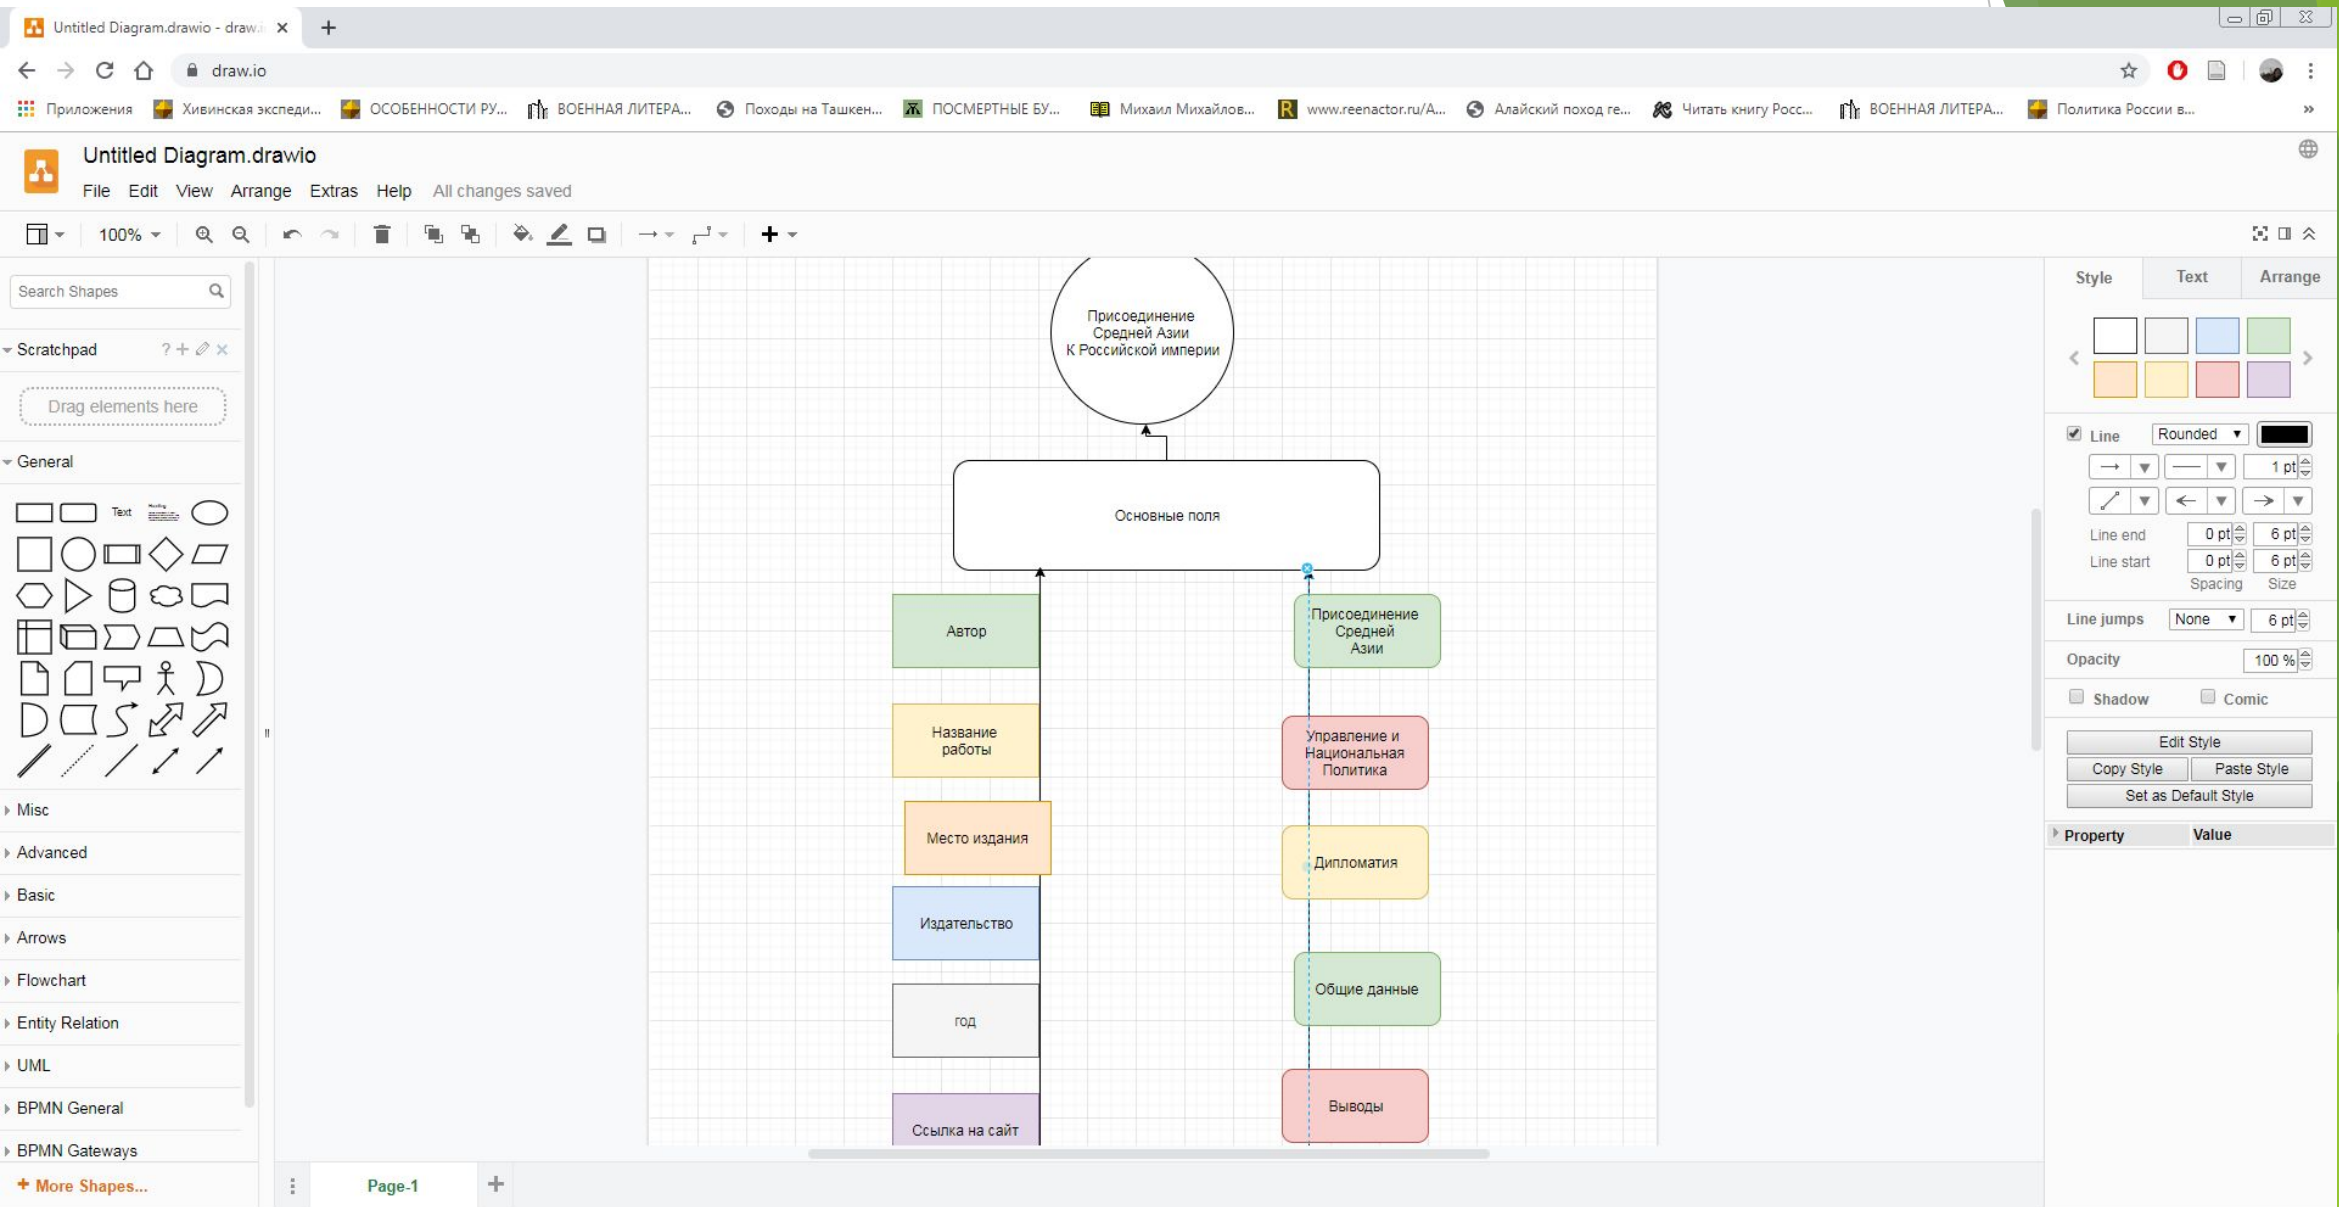 Untitled Diagram.drawio - draw.i
draw.io
Приложения
Хивинская экспеди...
ОСОБЕННОСТИ РУ...
ВОЕННАЯ ЛИТЕРА...
Походы на Ташкен...
ПОСМЕРТНЫЕ БУ...
Михаил Михайлов...
www.reenactor.ru/A...
Алайский поход ге...
Читать книгу Росс...
ВОЕННАЯ ЛИТЕРА...
Политика России в...
Untitled Diagram.drawio
File Edit View Arrange Extras Help All changes saved
100%
Search Shapes
Scratchpad
Drag elements here
General
Text
Heading
Misc
Advanced
Basic
Arrows
Flowchart
Entity Relation
UML
BPMN General
BPMN Gateways
+ More Shapes...
Присоединение
Средней Азии
К Российской империи
Основные поля
Автор
Название
работы
Место издания
Издательство
год
Ссылка на сайт
Присоединение
Средней
Азии
Управление и
Национальная
Политика
Дипломатия
Общие данные
Выводы
Page-1
Style Text Arrange
Line Rounded
1 pt
Line end 0 pt 6 pt
Line start 0 pt 6 pt
Spacing Size
Line jumps None 6 pt
Opacity 100 %
Shadow Comic
Edit Style
Copy Style Paste Style
Set as Default Style
Property Value